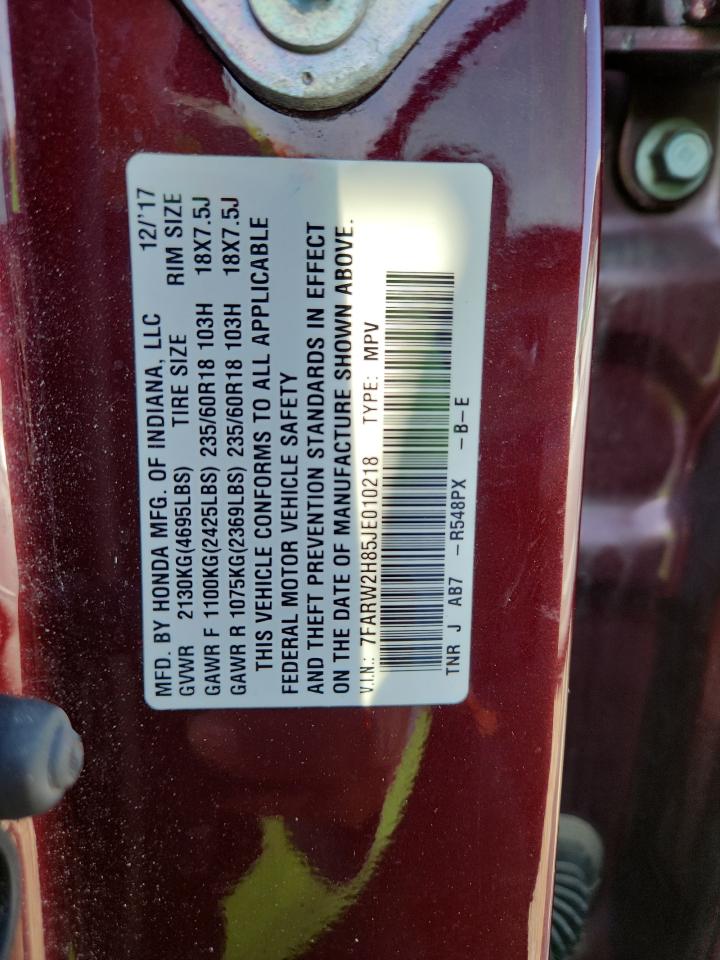 MFD. BY HONDA MFG. OF INDIANA, LLC 12/'17
GVWR 2130KG(4695LBS) TIRE SIZE RIM SIZE
GAWR F 1100KG(2425LBS) 235/60R18 103H 18X7.5J
GAWR R 1075KG(2369LBS) 235/60R18 103H 18X7.5J
THIS VEHICLE CONFORMS TO ALL APPLICABLE
FEDERAL MOTOR VEHICLE SAFETY
AND THEFT PREVENTION STANDARDS IN EFFECT
ON THE DATE OF MANUFACTURE SHOWN ABOVE.
V.I.N.: 7FARW2H85JE010218 TYPE: MPV
TNR J AB7 -R548PX -B-E